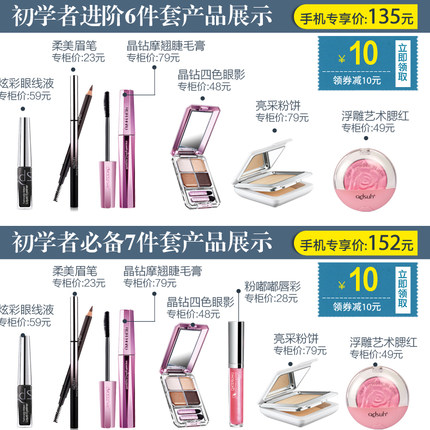 初学者进阶6件套产品展示
手机专享价:135元
柔美眉笔
专柜价:23元
晶钻摩翘睫毛膏
专柜价:79元
晶钻四色眼影
专柜价:48元
¥10
领券减10元
立即领取
炫彩眼线液
专柜价:59元
亮采粉饼
专柜价:79元
浮雕艺术腮红
专柜价:49元
初学者必备7件套产品展示
手机专享价:152元
柔美眉笔
专柜价:23元
晶钻摩翘睫毛膏
专柜价:79元
晶钻四色眼影
专柜价:48元
粉嘟嘟唇彩
专柜价:28元
¥10
领券减10元
立即领取
炫彩眼线液
专柜价:59元
亮采粉饼
专柜价:79元
浮雕艺术腮红
专柜价:49元